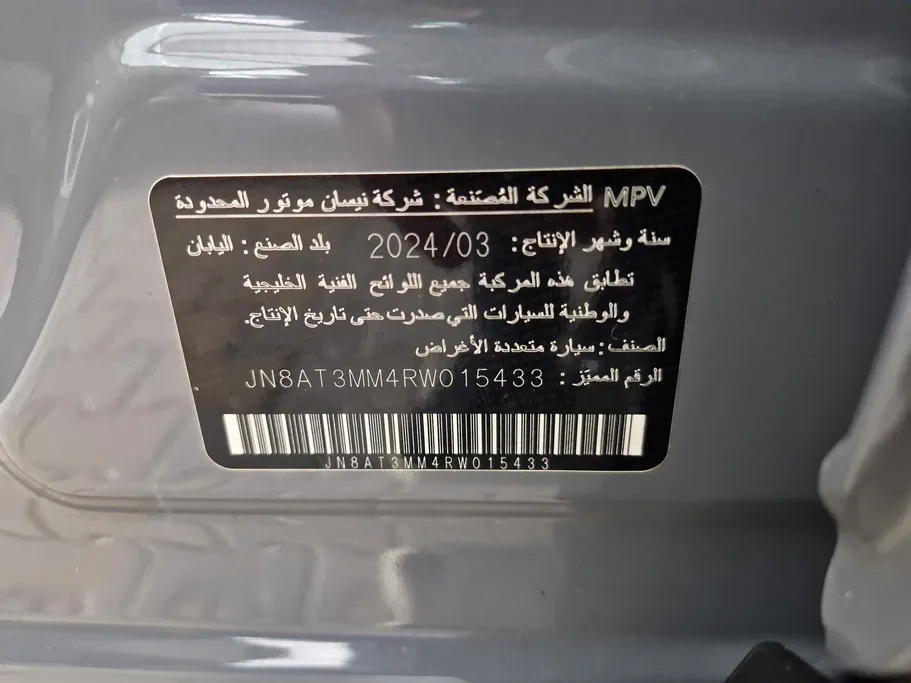 MPV الشركة المُصنعة : شركة نيسان موتور المحدودة
سنة وشهر الإنتاج: 2024/03 بلد الصنع : اليابان
تطابق هذه المركبة جميع اللوائح الفنية الخليجية
والوطنية للسيارات التي صدرت حتى تاريخ الإنتاج.
الصنف : سيارة متعددة الأغراض
الرقم المميّز : JN8AT3MM4RW015433
JN8AT3MM4RW015433